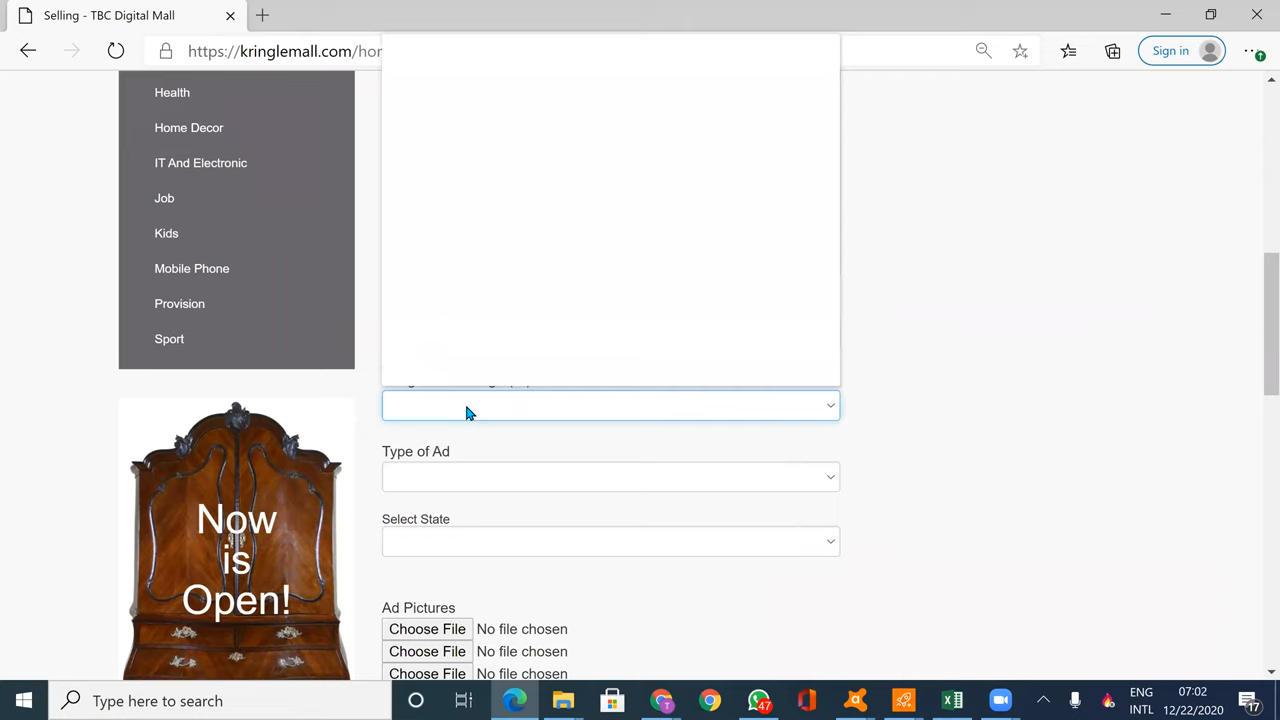 Selling - TBC Digital Mall
https://kringlemall.com/hor
Sign in
Health
Home Decor
IT And Electronic
Job
Kids
Mobile Phone
Provision
Sport
Now
is
Open!
Type of Ad
Select State
Ad Pictures
Choose File No file chosen
Choose File No file chosen
Choose File No file chosen
Type here to search
T
47
ENG
INTL
07:02
12/22/2020
17